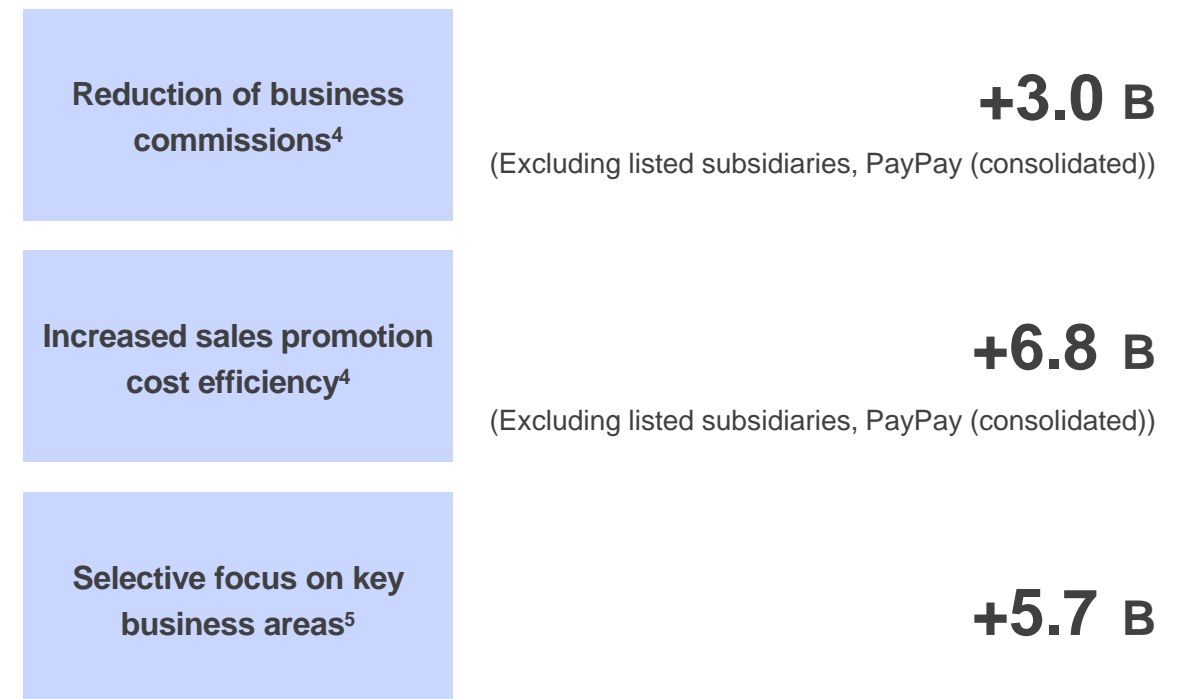 Reduction of business
commissions⁴
+3.0 B
(Excluding listed subsidiaries, PayPay (consolidated))
Increased sales promotion
cost efficiency⁴
+6.8 B
(Excluding listed subsidiaries, PayPay (consolidated))
Selective focus on key
business areas⁵
+5.7 B